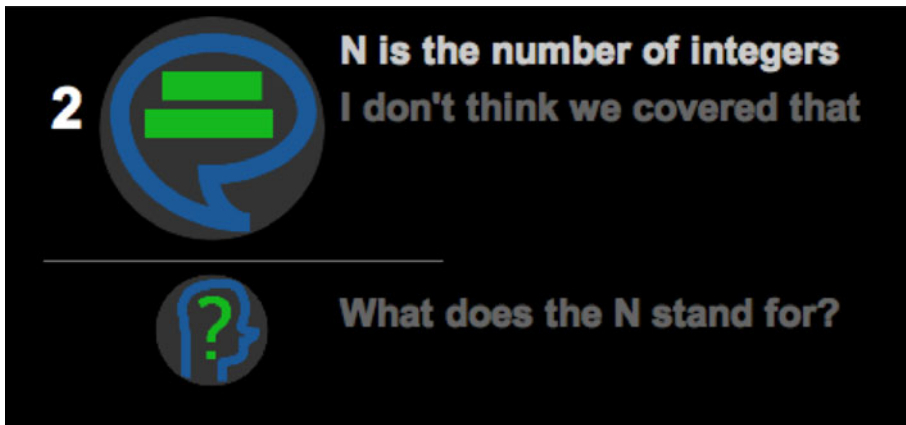 N is the number of integers
2
I don't think we covered that
?
What does the N stand for?